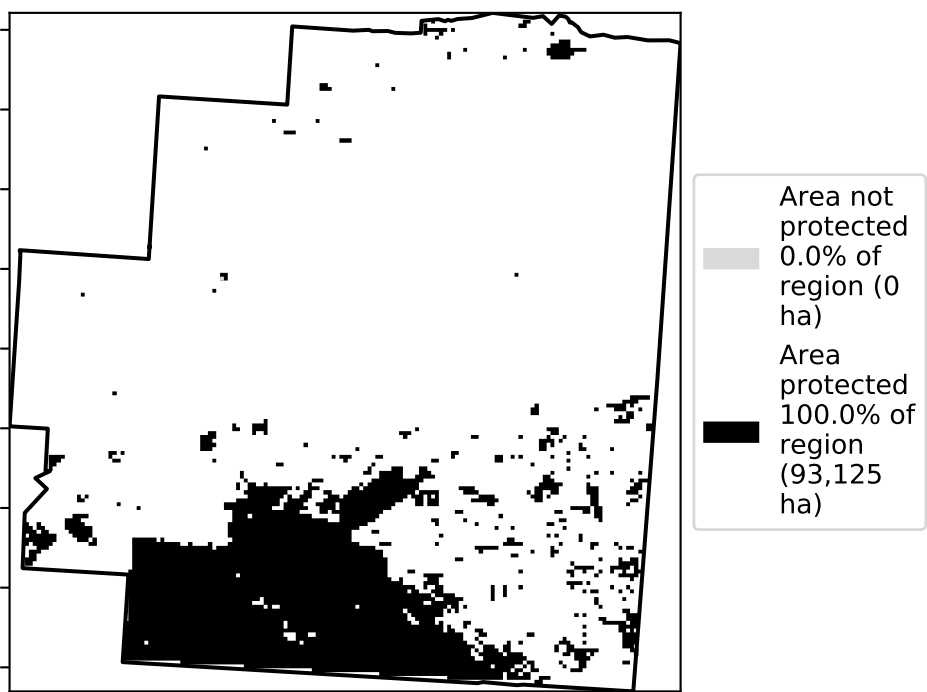 Area not
protected
0.0% of
region (0
ha)
Area
protected
100.0% of
region
(93,125
ha)